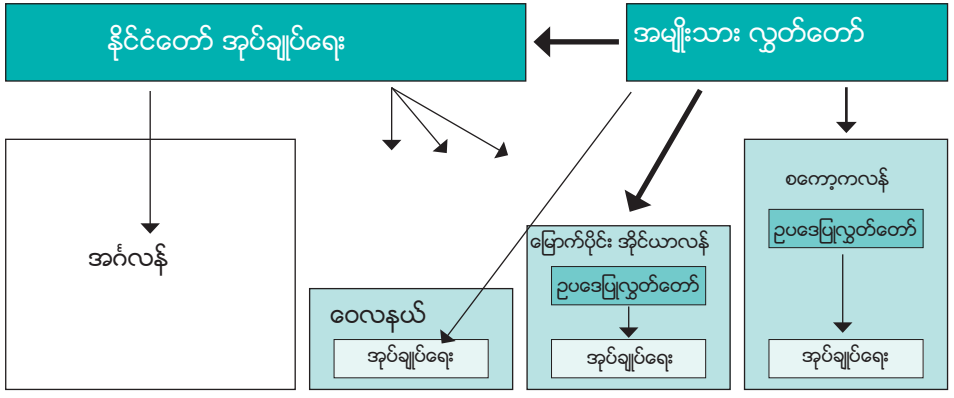 နိုင်ငံတော် အုပ်ချုပ်ရေး
အမျိုးသား လွှတ်တော်
အင်္ဂလန်
ဝေလနယ်
အုပ်ချုပ်ရေး
မြောက်ပိုင်း အိုင်ယာလန်
ဥပဒေပြုလွှတ်တော်
အုပ်ချုပ်ရေး
စကော့ကလန်
ဥပဒေပြုလွှတ်တော်
အုပ်ချုပ်ရေး